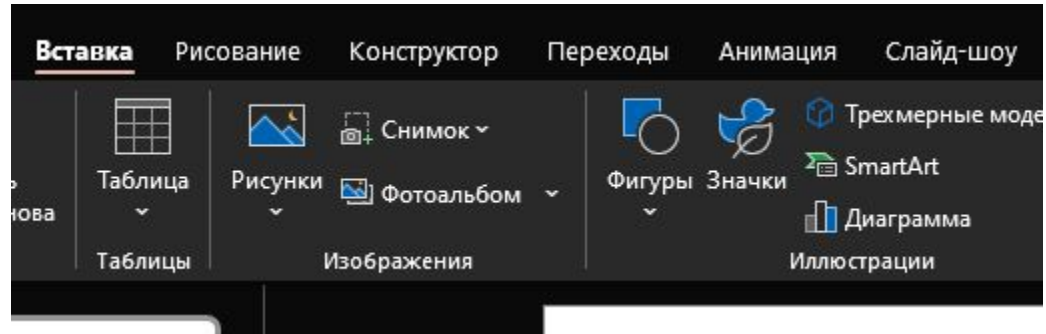 Вставка Рисование Конструктор Переходы Анимация Слайд-шоу
Таблица
Рисунки
Снимок
Фотоальбом
Фигуры
Значки
Трехмерные
SmartArt
Диаграмма
Таблицы
Изображения
Иллюстрации